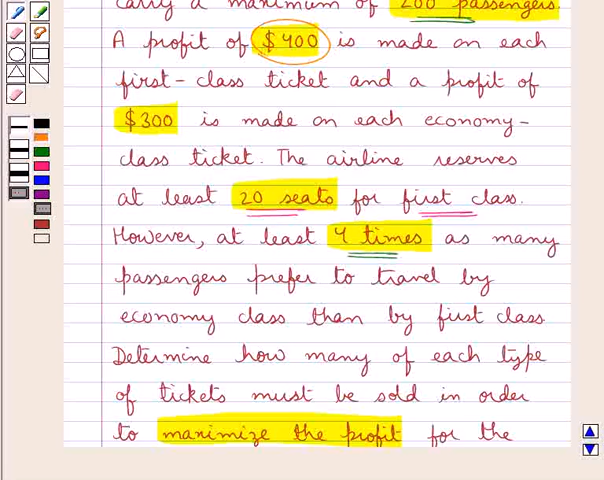 carry a maximum of 200 passengers.
A profit of $400 is made on each
first-class ticket and a profit of
$300 is made on each economy-
class ticket. The airline reserves
at least 20 seats for first class.
However, at least 4 times as many
passengers prefer to travel by
economy class than by first class
Determine how many of each type
of tickets must be sold in order
to maximize the profit for the